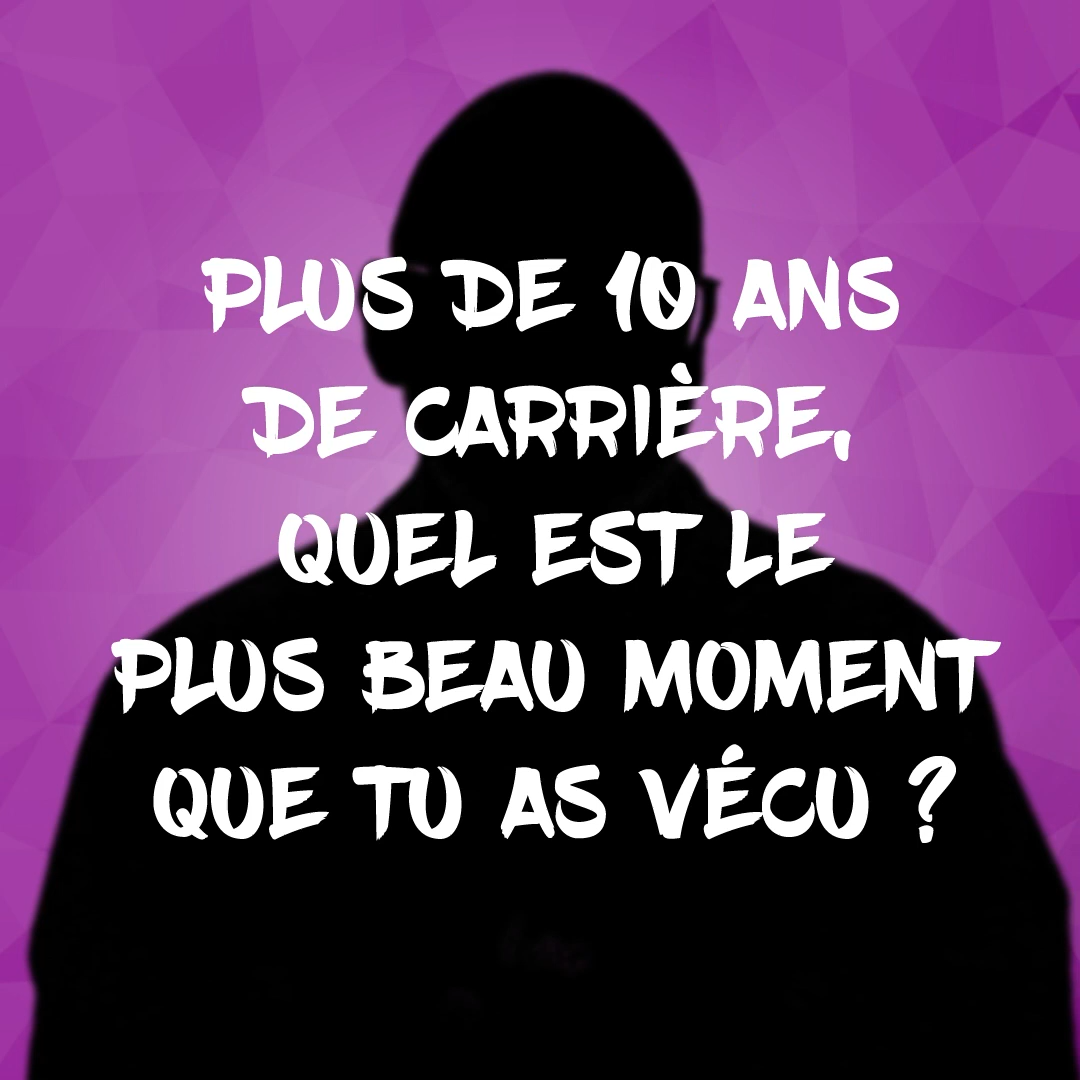 PLUS DE 10 ANS
DE CARRIÈRE,
QUEL EST LE
PLUS BEAU MOMENT
QUE TU AS VÉCU ?